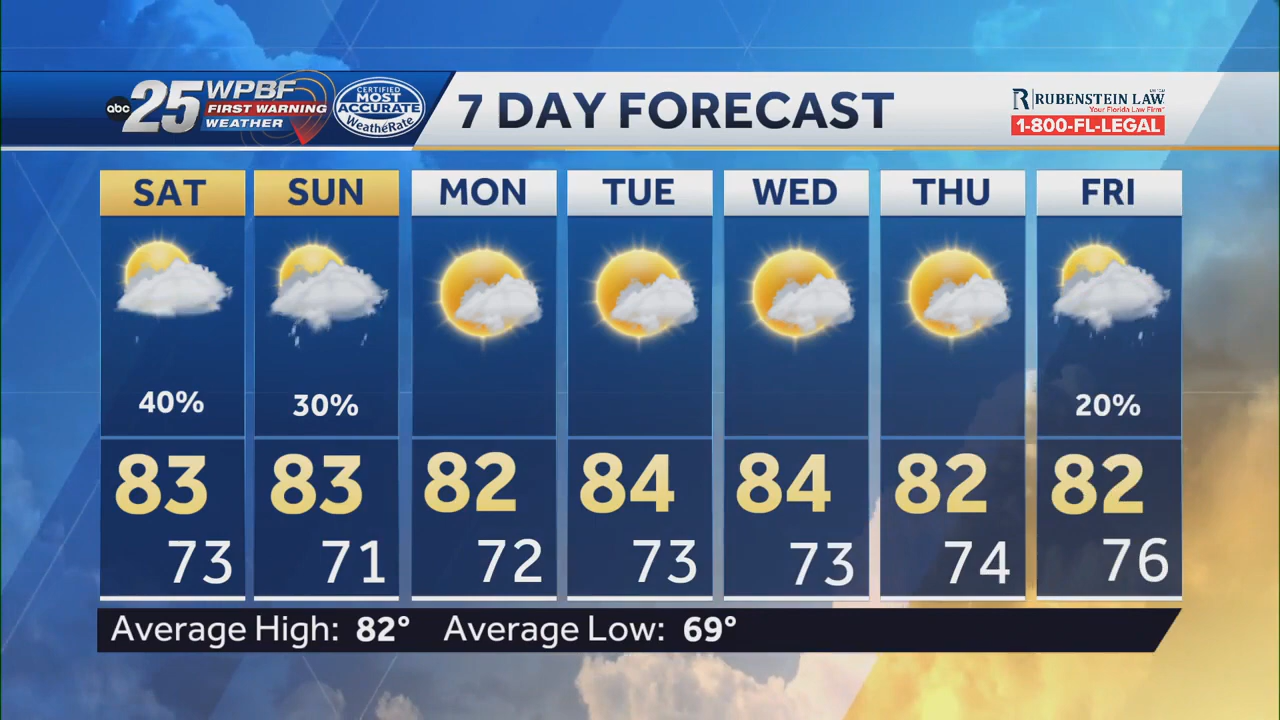 abc 25 WPBF
FIRST WARNING
WEATHER
CERTIFIED
MOST
ACCURATE
WeatheRate
7 DAY FORECAST
RUBENSTEIN LAW
Your Florida Law Firm
1-800-FL-LEGAL
SAT SUN MON TUE WED THU FRI
40% 30% 20%
83 83 82 84 84 82 82
73 71 72 73 73 74 76
Average High: 82° Average Low: 69°